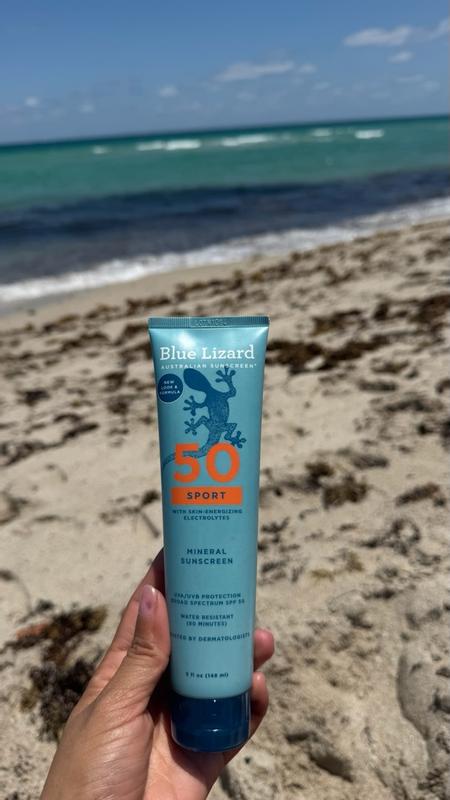 Blue Lizard
AUSTRALIAN SUNSCREEN®
NEW
LOOK &
FORMULA
50
SPORT
WITH SKIN-ENERGIZING
ELECTROLYTES
MINERAL
SUNSCREEN
UVA/UVB PROTECTION
BROAD SPECTRUM SPF 50
WATER RESISTANT
(80 MINUTES)
BY DERMATOLOGISTS
5 fl oz (148 ml)